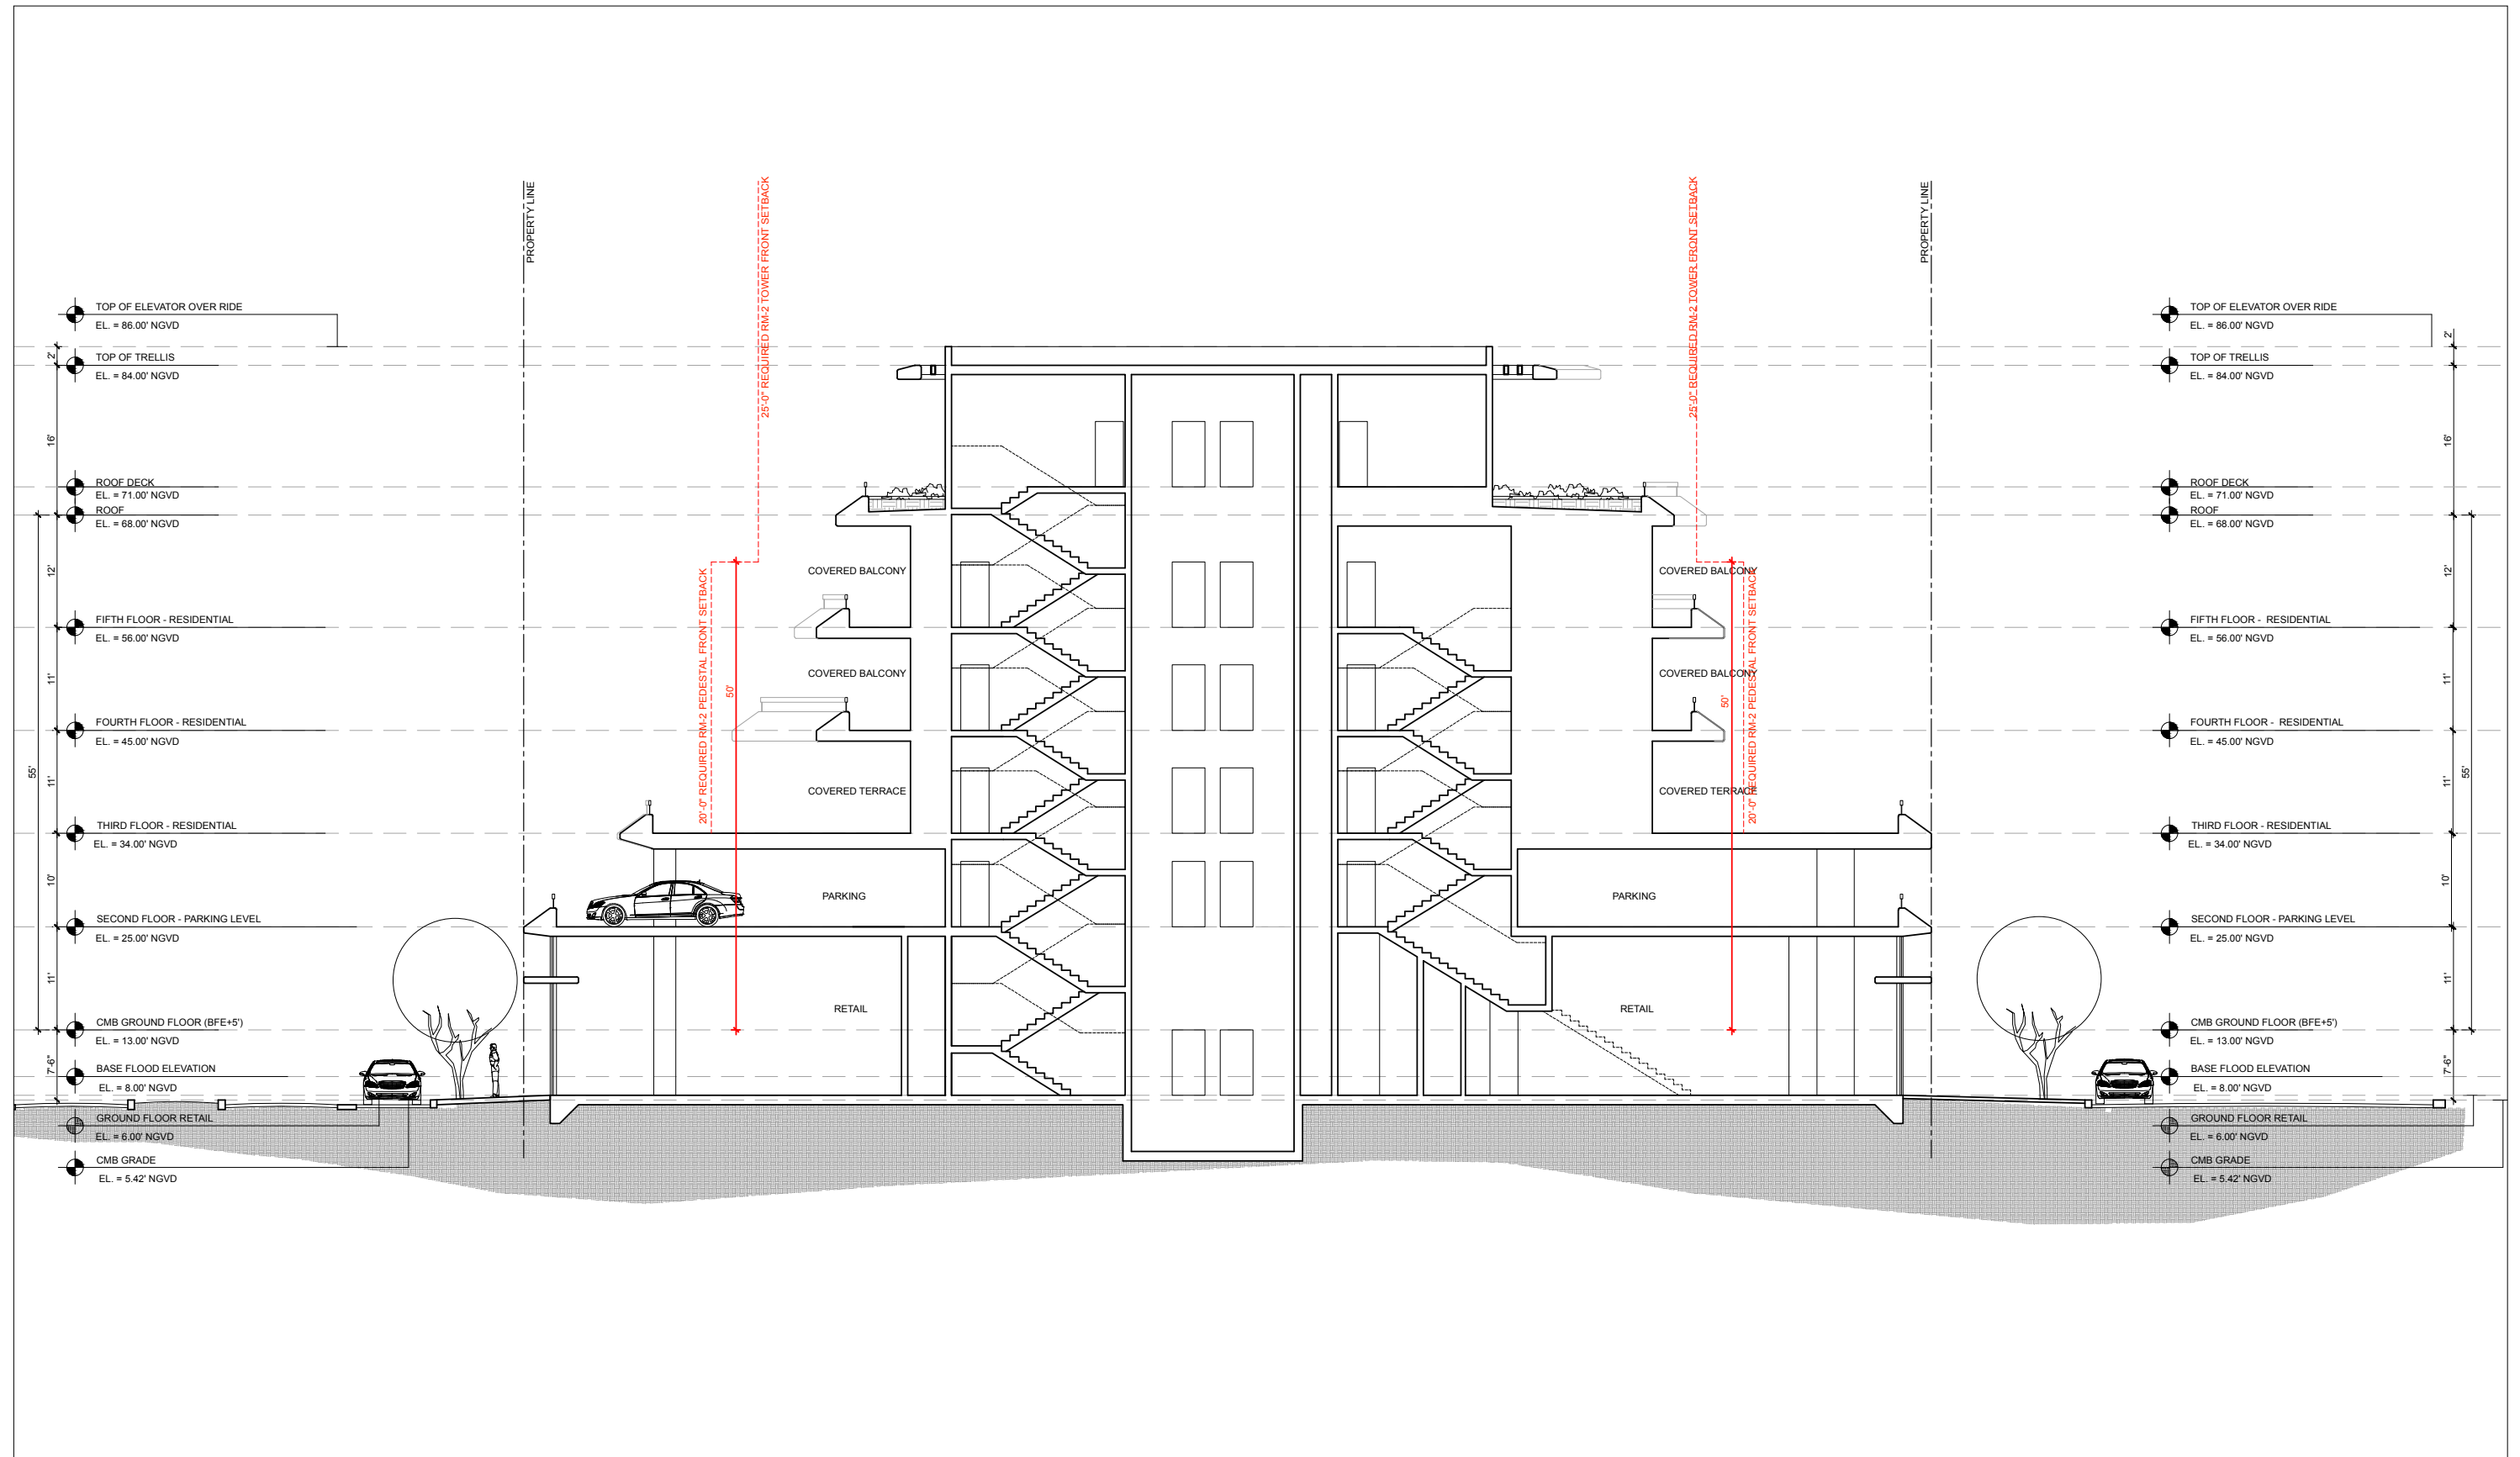 PROPERTY LINE
25'-0" REQUIRED RM-2 TOWER FRONT SETBACK
25'-0" REQUIRED RM-2 TOWER FRONT SETBACK
PROPERTY LINE
TOP OF ELEVATOR OVER RIDE
EL. = 86.00' NGVD
2'
TOP OF TRELLIS
EL. = 84.00' NGVD
16'
ROOF DECK
EL. = 71.00' NGVD
ROOF
EL. = 68.00' NGVD
12'
FIFTH FLOOR - RESIDENTIAL
EL. = 56.00' NGVD
11'
FOURTH FLOOR - RESIDENTIAL
EL. = 45.00' NGVD
55'
11'
THIRD FLOOR - RESIDENTIAL
EL. = 34.00' NGVD
10'
SECOND FLOOR - PARKING LEVEL
EL. = 25.00' NGVD
11'
CMB GROUND FLOOR (BFE+5')
EL. = 13.00' NGVD
7'-6"
BASE FLOOD ELEVATION
EL. = 8.00' NGVD
GROUND FLOOR RETAIL
EL. = 6.00' NGVD
CMB GRADE
EL. = 5.42' NGVD
20'-0" REQUIRED RM-2 PEDESTAL FRONT SETBACK
50'
COVERED BALCONY
COVERED BALCONY
COVERED TERRACE
PARKING
RETAIL
COVERED BALCONY
COVERED BALCONY
COVERED TERRACE
PARKING
RETAIL
50'
20'-0" REQUIRED RM-2 PEDESTAL FRONT SETBACK
TOP OF ELEVATOR OVER RIDE
EL. = 86.00' NGVD
2'
TOP OF TRELLIS
EL. = 84.00' NGVD
16'
ROOF DECK
EL. = 71.00' NGVD
ROOF
EL. = 68.00' NGVD
12'
FIFTH FLOOR - RESIDENTIAL
EL. = 56.00' NGVD
11'
FOURTH FLOOR - RESIDENTIAL
EL. = 45.00' NGVD
55'
11'
THIRD FLOOR - RESIDENTIAL
EL. = 34.00' NGVD
10'
SECOND FLOOR - PARKING LEVEL
EL. = 25.00' NGVD
11'
CMB GROUND FLOOR (BFE+5')
EL. = 13.00' NGVD
7'-6"
BASE FLOOD ELEVATION
EL. = 8.00' NGVD
GROUND FLOOR RETAIL
EL. = 6.00' NGVD
CMB GRADE
EL. = 5.42' NGVD